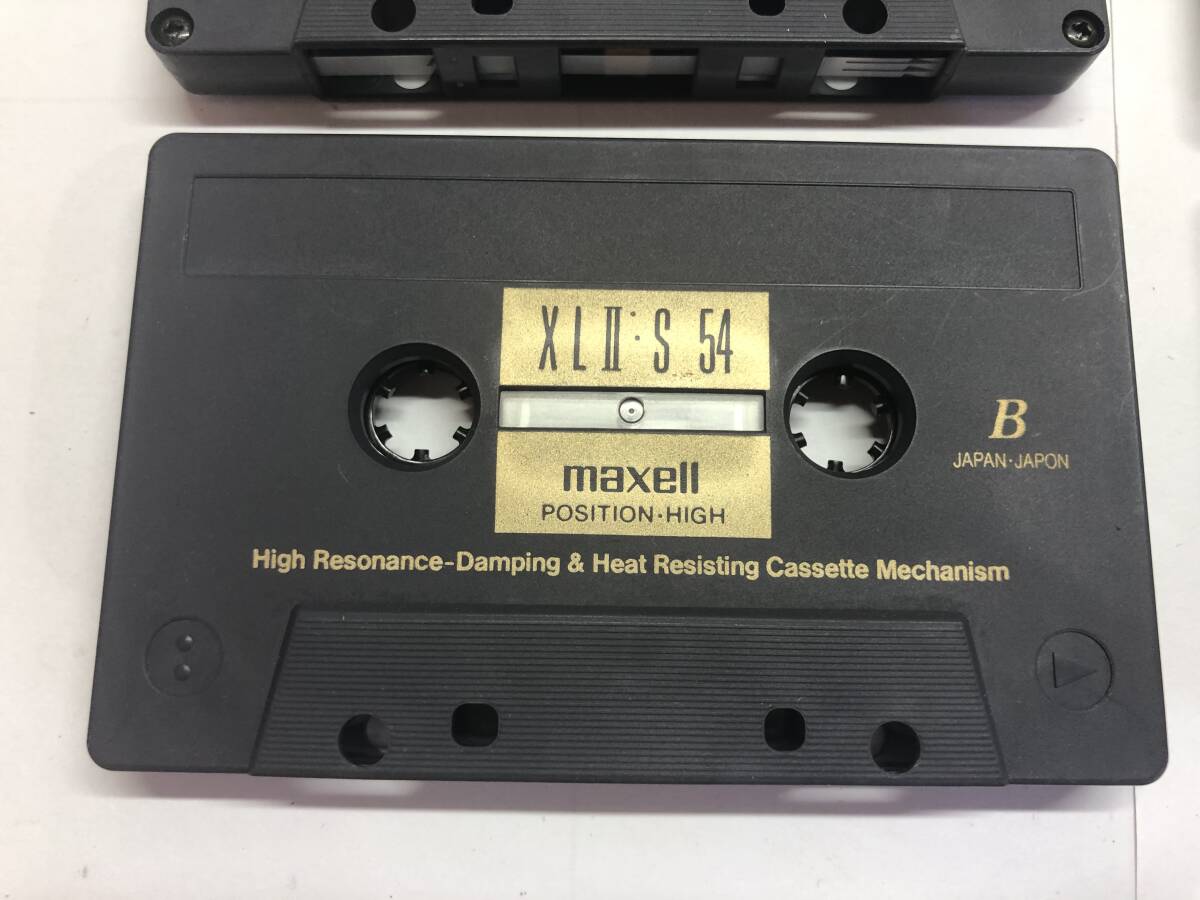 XLⅡ·S 54
maxell
POSITION·HIGH
B
JAPAN·JAPON
High Resonance-Damping & Heat Resisting Cassette Mechanism